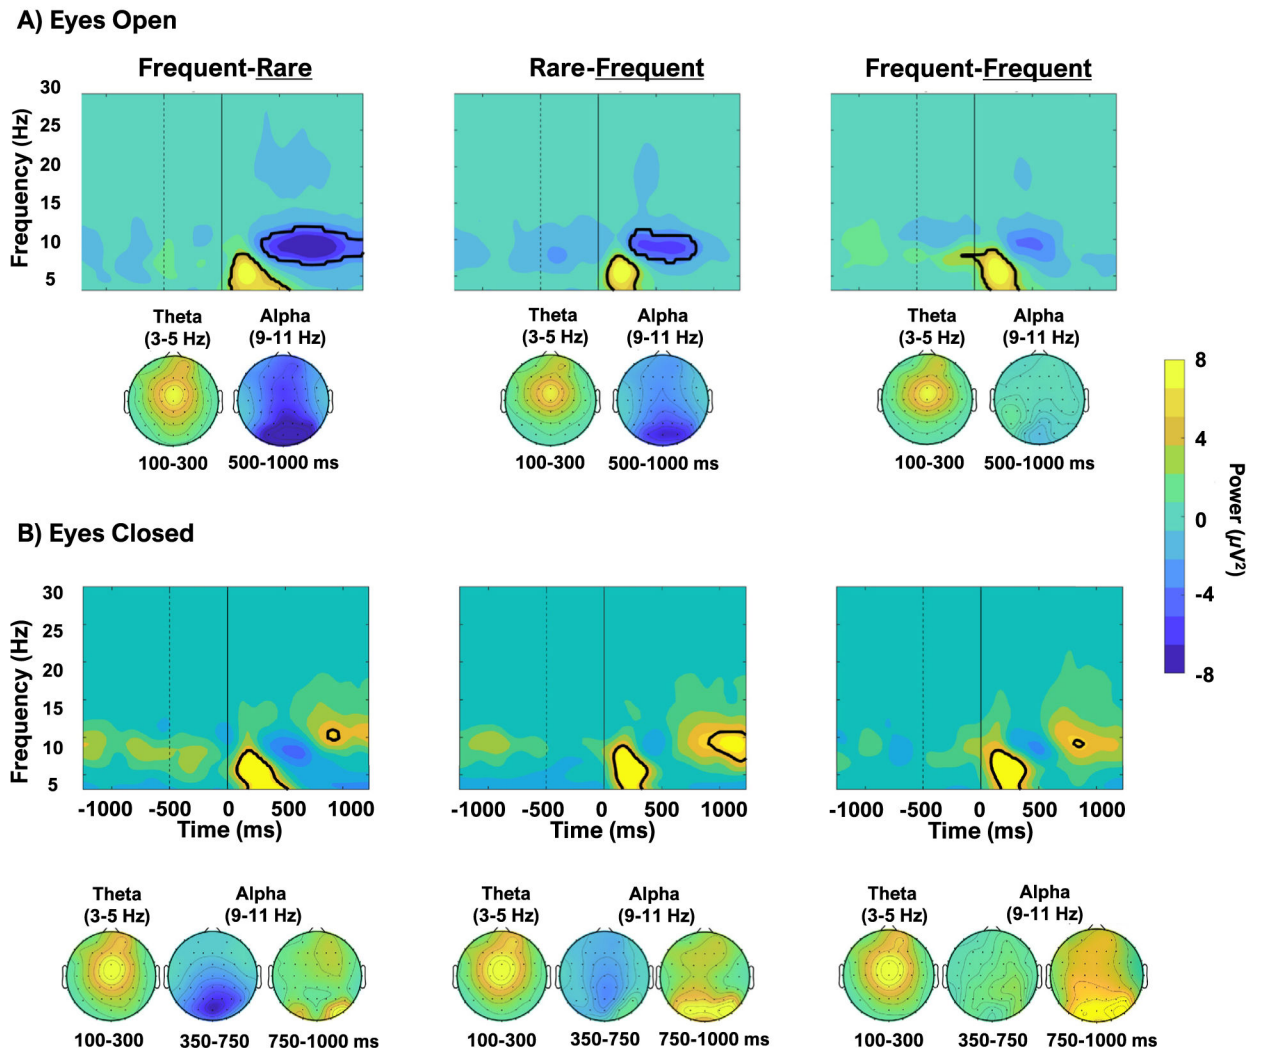 A) Eyes Open
Frequent-Rare
Rare-Frequent
Frequent-Frequent
30
25
20
15
10
5
Frequency (Hz)
Theta
(3-5 Hz)
Alpha
(9-11 Hz)
Theta
(3-5 Hz)
Alpha
(9-11 Hz)
Theta
(3-5 Hz)
Alpha
(9-11 Hz)
100-300
500-1000 ms
100-300
500-1000 ms
100-300
500-1000 ms
8
4
0
-4
-8
Power (µV²)
B) Eyes Closed
30
25
20
15
10
5
Frequency (Hz)
-1000 -500 0 500 1000
Time (ms)
-1000 -500 0 500 1000
Time (ms)
-1000 -500 0 500 1000
Time (ms)
Theta
(3-5 Hz)
Alpha
(9-11 Hz)
Theta
(3-5 Hz)
Alpha
(9-11 Hz)
Theta
(3-5 Hz)
Alpha
(9-11 Hz)
100-300
350-750
750-1000 ms
100-300
350-750
750-1000 ms
100-300
350-750
750-1000 ms